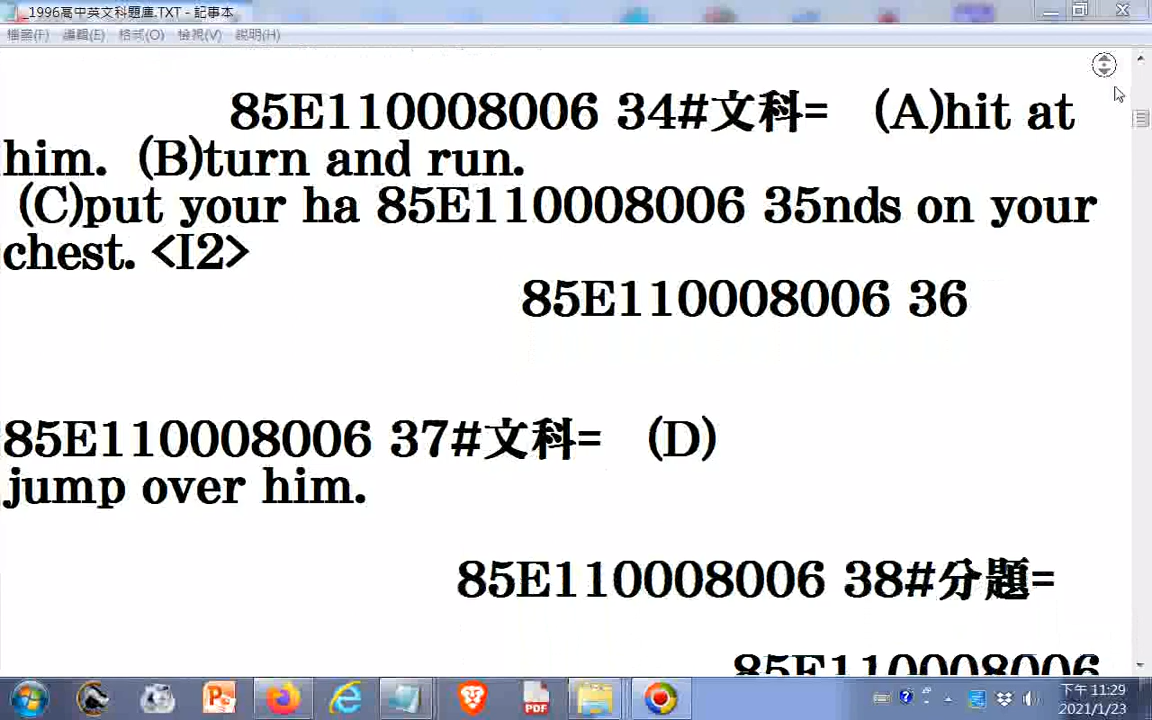 _1996高中英文科題庫.TXT - 記事本
檔案(F) 編輯(E) 格式(O) 檢視(V) 說明(H)
85E110008006 34#文科= (A)hit at
him. (B)turn and run.
(C)put your ha 85E110008006 35nds on your
chest. <I2>
85E110008006 36
85E110008006 37#文科= (D)
jump over him.
85E110008006 38#分題=
85E110008006
PDF
下午 11:29
2021/1/23